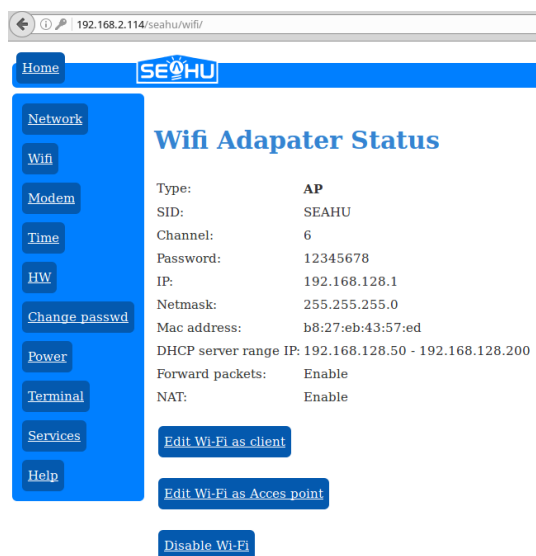 192.168.2.114/seahu/wifi/
Home
SEAHU
Network
Wifi
Modem
Time
HW
Change passwd
Power
Terminal
Services
Help
Wifi Adapater Status
Type: AP
SID: SEAHU
Channel: 6
Password: 12345678
IP: 192.168.128.1
Netmask: 255.255.255.0
Mac address: b8:27:eb:43:57:ed
DHCP server range IP: 192.168.128.50 - 192.168.128.200
Forward packets: Enable
NAT: Enable
Edit Wi-Fi as client
Edit Wi-Fi as Acces point
Disable Wi-Fi